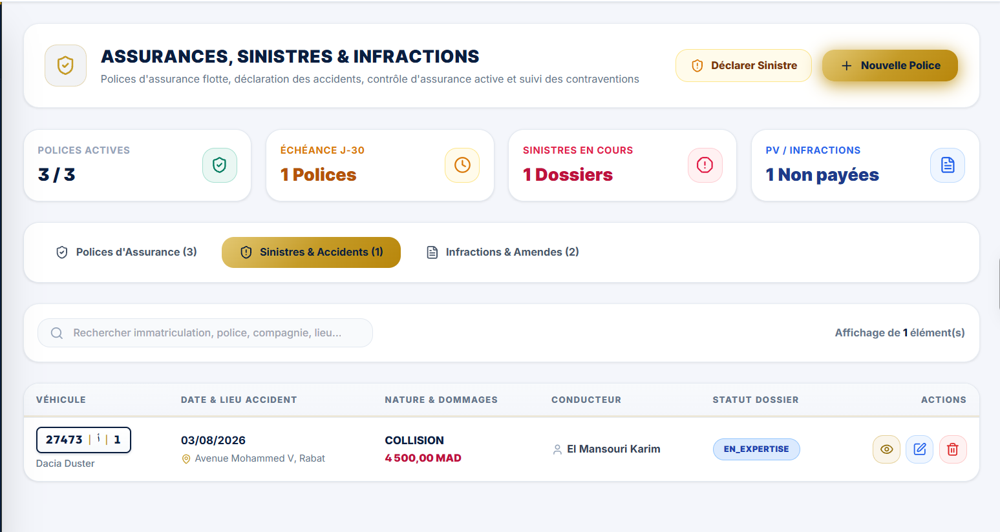 ASSURANCES, SINISTRES & INFRACTIONS
Polices d'assurance flotte, déclaration des accidents, contrôle d'assurance active et suivi des contraventions
Déclarer Sinistre
Nouvelle Police
POLICES ACTIVES
3 / 3
ÉCHÉANCE J-30
1 Polices
SINISTRES EN COURS
1 Dossiers
PV / INFRACTIONS
1 Non payées
Polices d'Assurance (3)
Sinistres & Accidents (1)
Infractions & Amendes (2)
Rechercher immatriculation, police, compagnie, lieu...
Affichage de 1 élément(s)
VÉHICULE
DATE & LIEU ACCIDENT
NATURE & DOMMAGES
CONDUCTEUR
STATUT DOSSIER
ACTIONS
27473 | أ | 1
Dacia Duster
03/08/2026
Avenue Mohammed V, Rabat
COLLISION
4 500,00 MAD
El Mansouri Karim
EN_EXPERTISE